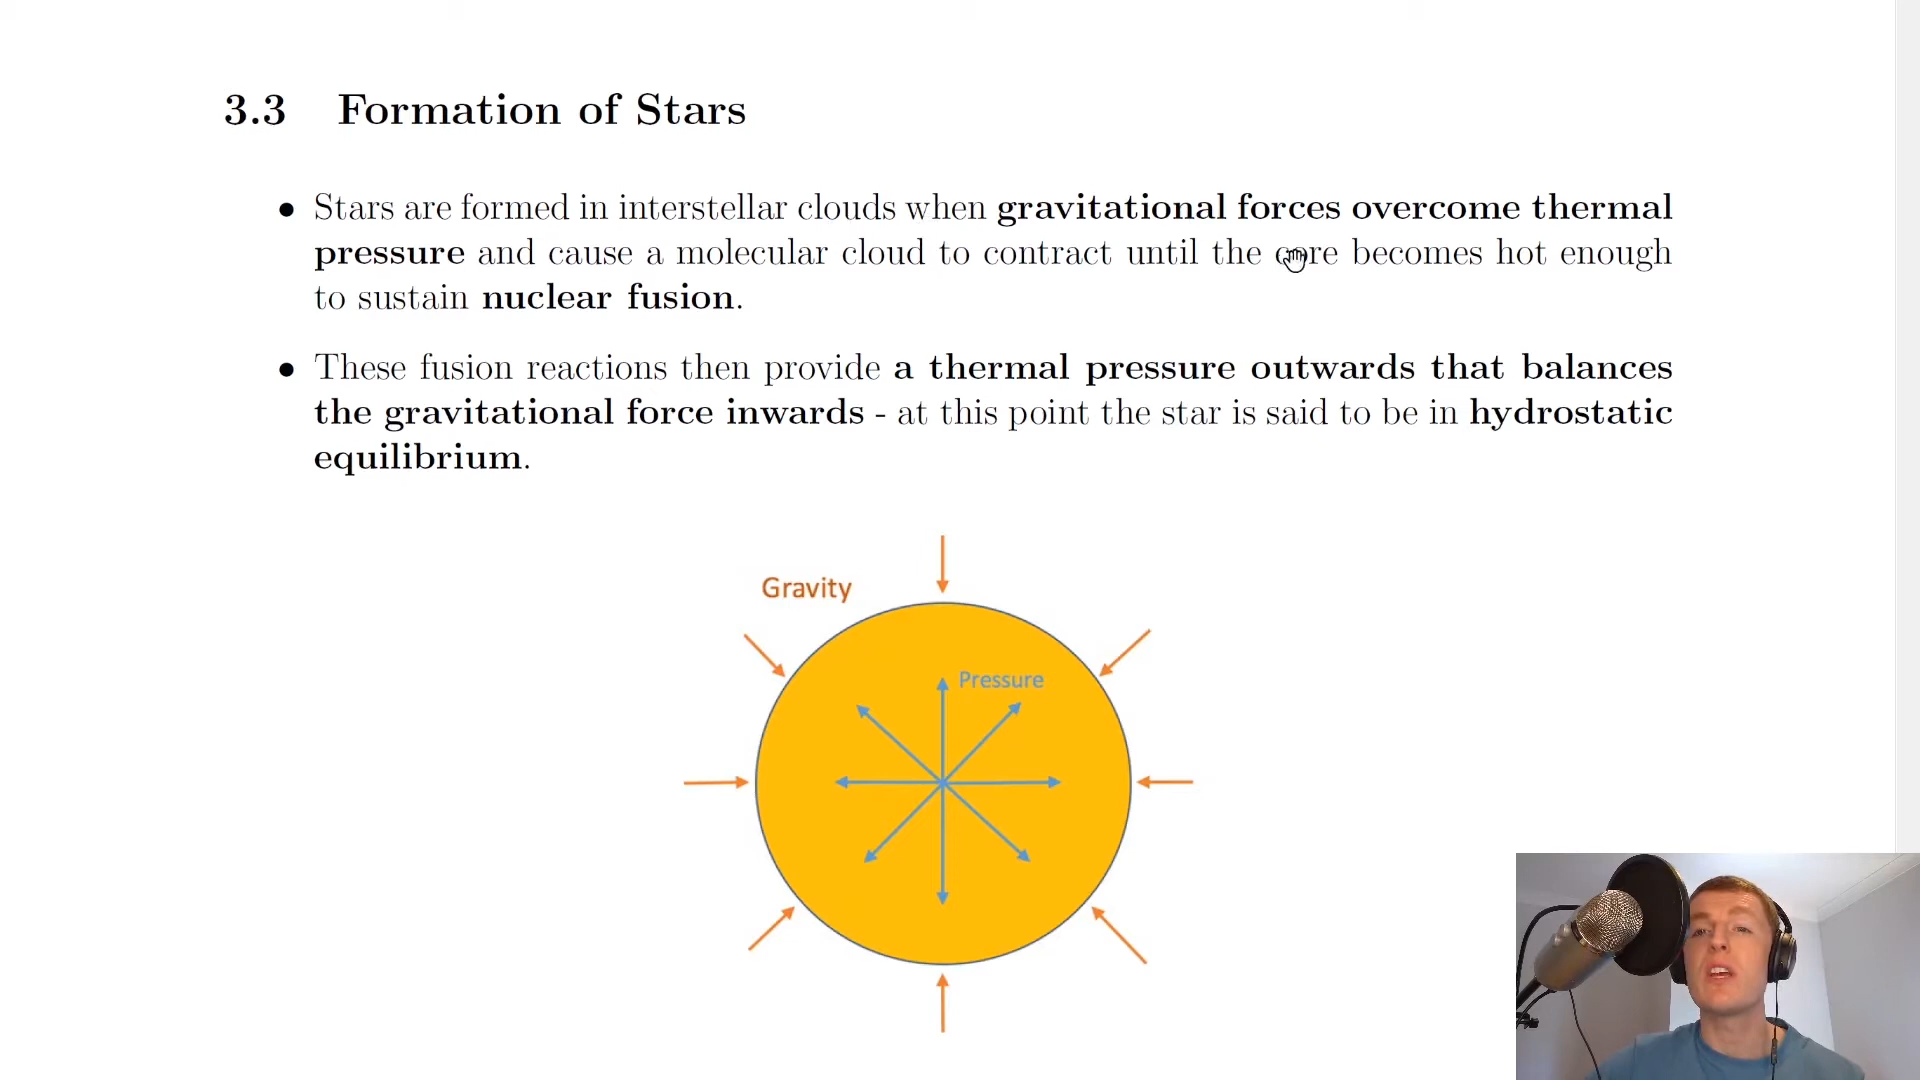 3.3 Formation of Stars
• Stars are formed in interstellar clouds when gravitational forces overcome thermal
pressure and cause a molecular cloud to contract until the core becomes hot enough
to sustain nuclear fusion.
• These fusion reactions then provide a thermal pressure outwards that balances
the gravitational force inwards - at this point the star is said to be in hydrostatic
equilibrium.
Gravity
Pressure